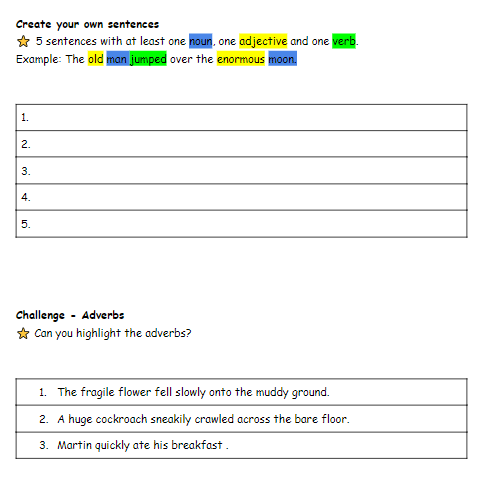 Create your own sentences
5 sentences with at least one noun, one adjective and one verb.
Example: The old man jumped over the enormous moon.
1.
2.
3.
4.
5.
Challenge - Adverbs
Can you highlight the adverbs?
1. The fragile flower fell slowly onto the muddy ground.
2. A huge cockroach sneakily crawled across the bare floor.
3. Martin quickly ate his breakfast .